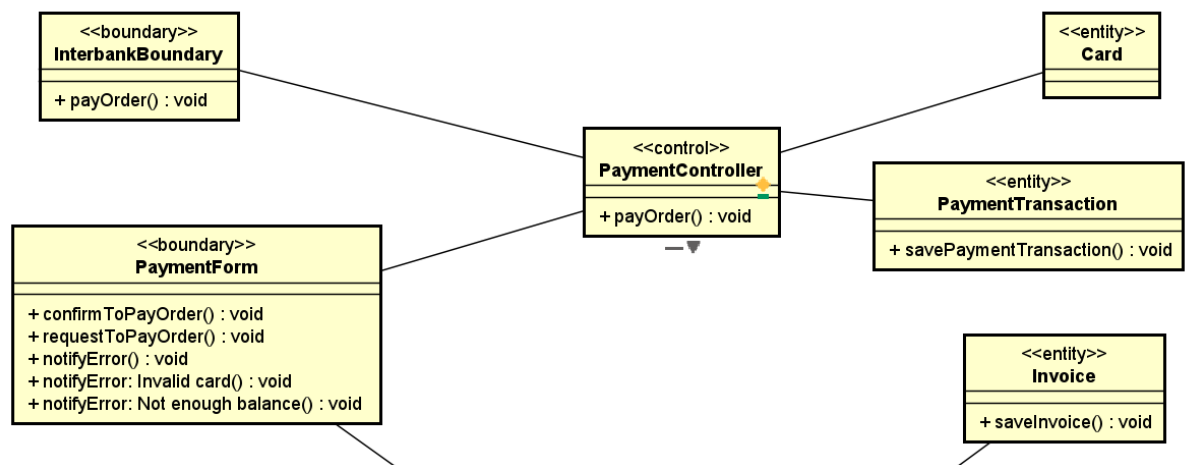 <<boundary>>
InterbankBoundary
+ payOrder() : void
<<entity>>
Card
<<control>>
PaymentController
+ payOrder() : void
<<entity>>
PaymentTransaction
+ savePaymentTransaction() : void
<<boundary>>
PaymentForm
+ confirmToPayOrder() : void
+ requestToPayOrder() : void
+ notifyError() : void
+ notifyError: Invalid card() : void
+ notifyError: Not enough balance() : void
<<entity>>
Invoice
+ saveInvoice() : void